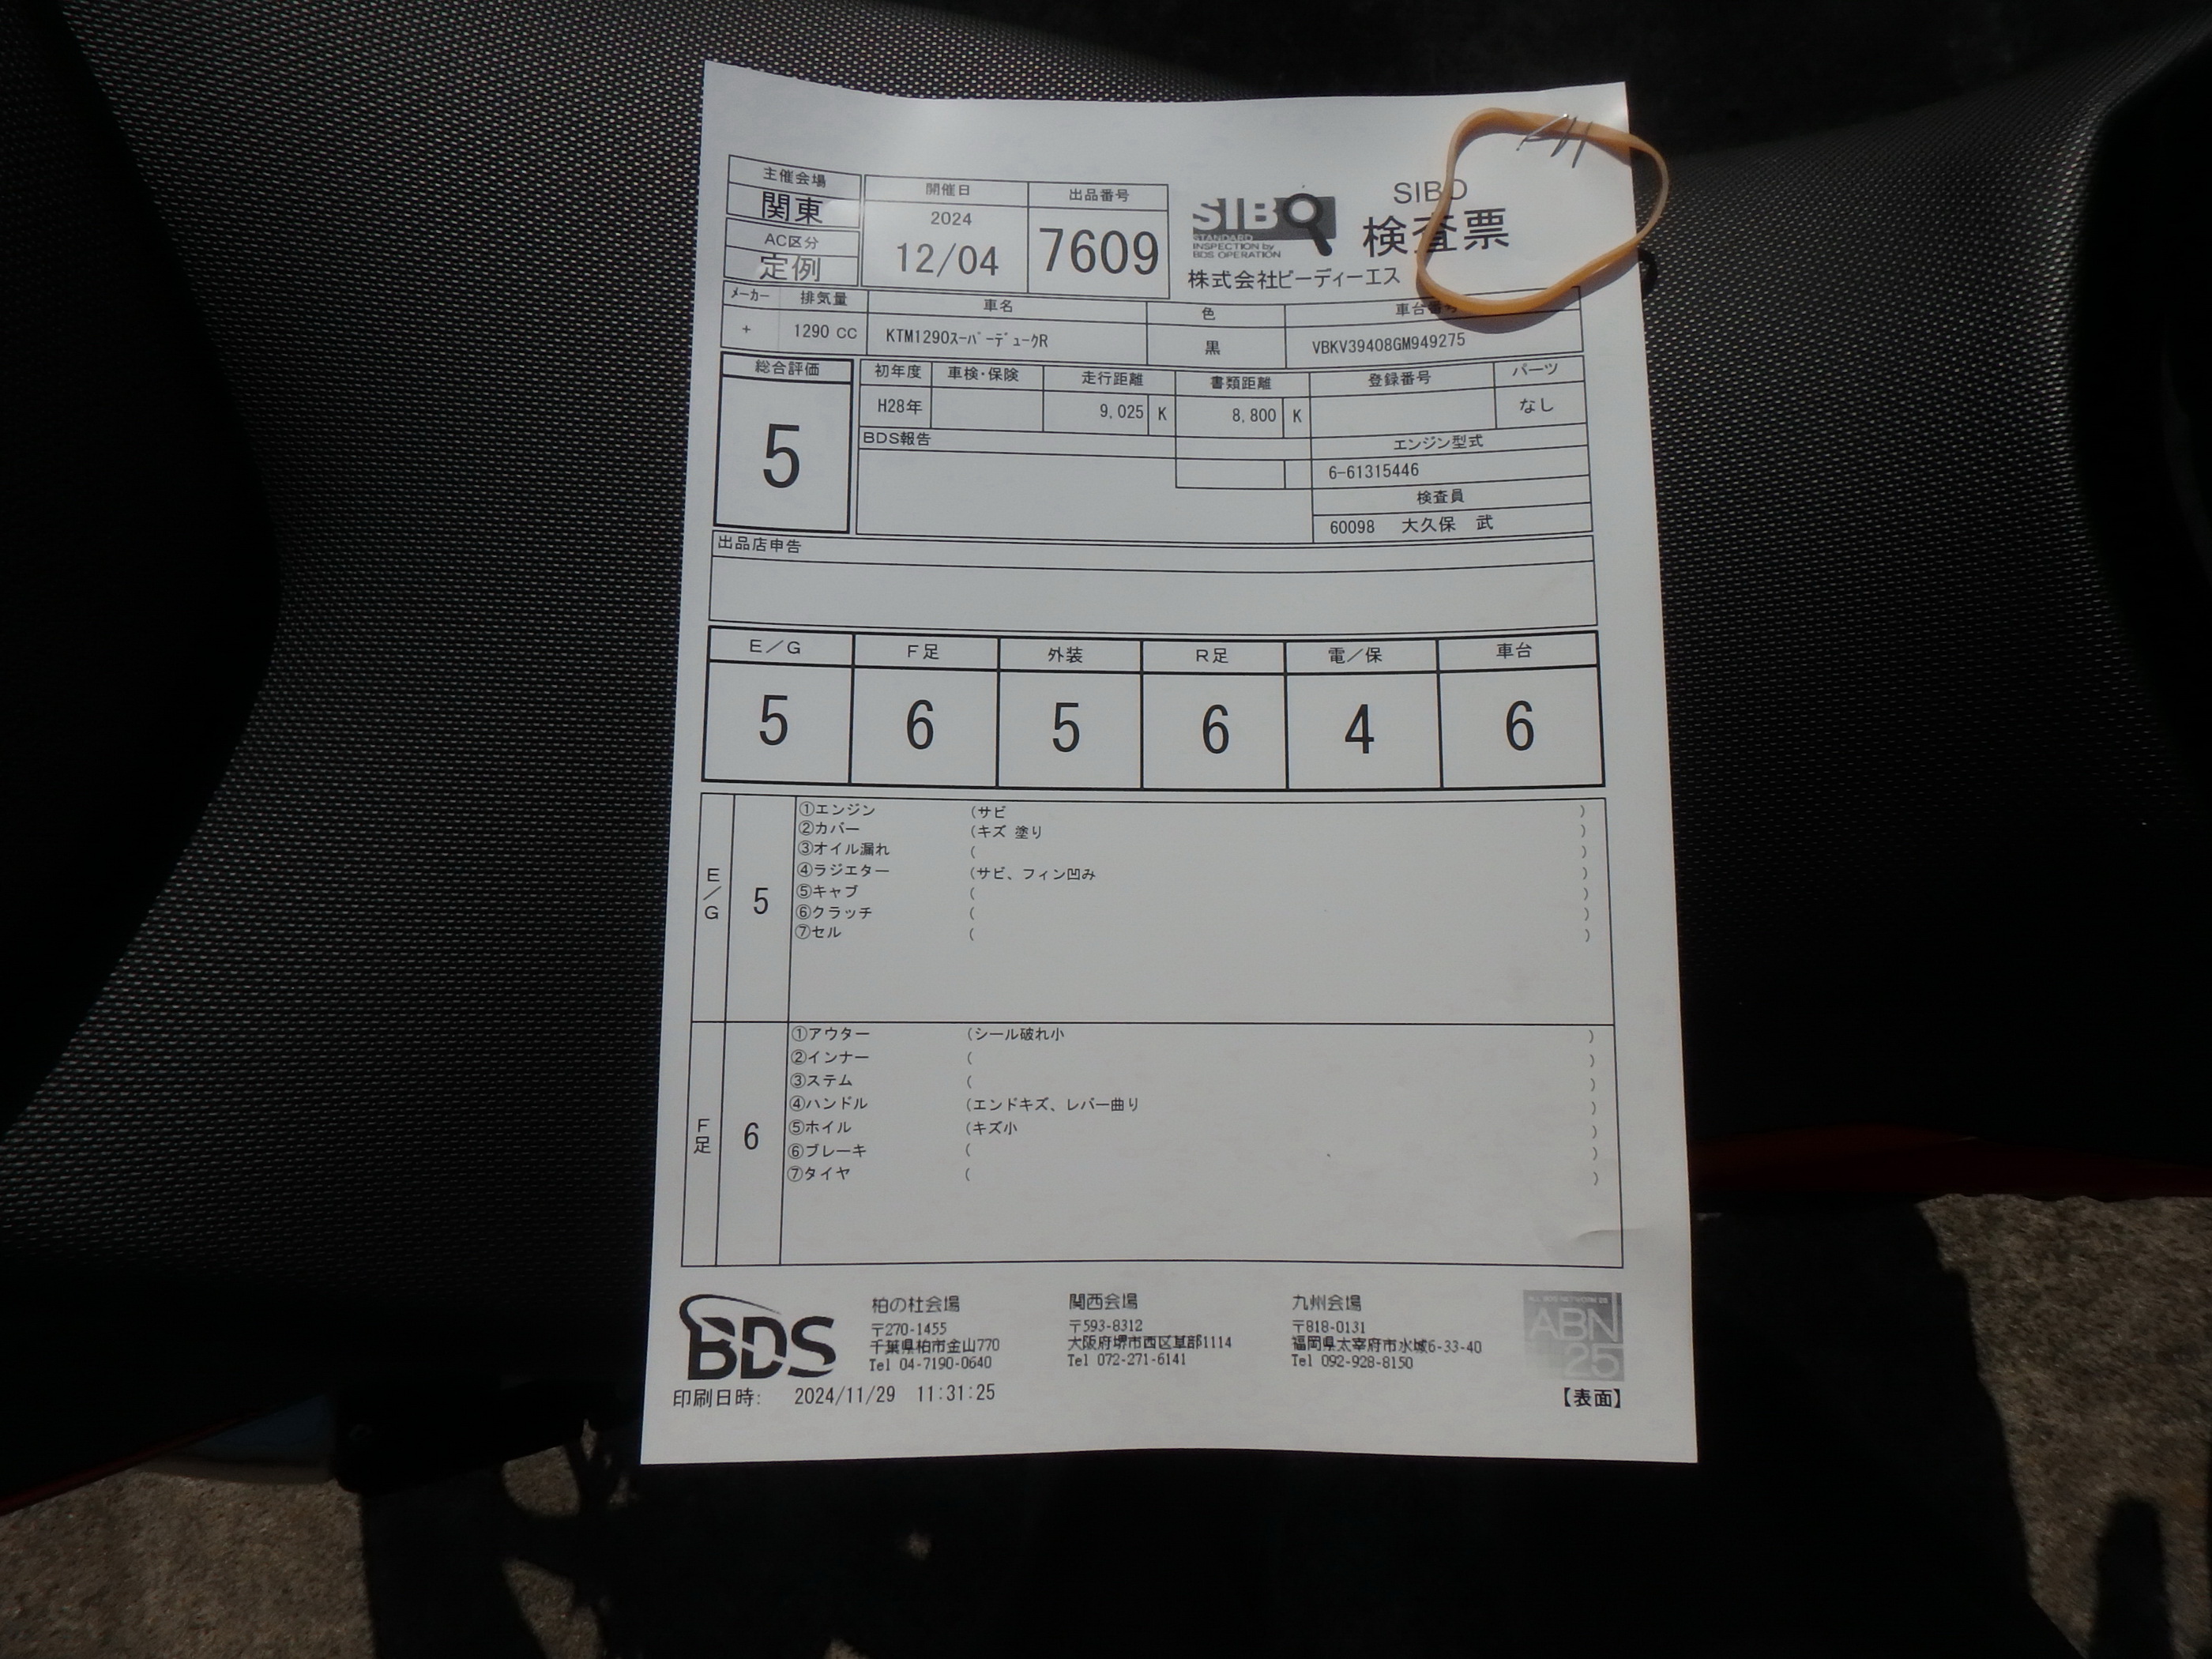 主催会場
関東
AC区分
定例
開催日
2024
12/04
出品番号
7609
SIBO
STANDARD
INSPECTION by
BDS OPERATION
株式会社ビーディーエス
SIBO
検査票
メーカー 排気量 車名 色 車台番号
+ 1290 CC KTM1290スーパーデュークR 黒 VBKV39408GM949275
総合評価
5
初年度 車検・保険 走行距離 書類距離 登録番号 パーツ
H28年 9,025 K 8,800 K なし
BDS報告
エンジン型式
6-61315446
検査員
60098 大久保 武
出品店申告
E/G F足 外装 R足 電/保 車台
5 6 5 6 4 6
E/G
5
①エンジン (サビ )
②カバー (キズ 塗り )
③オイル漏れ ( )
④ラジエター (サビ、フィン凹み )
⑤キャブ ( )
⑥クラッチ ( )
⑦セル ( )
F足
6
①アウター (シール破れ小 )
②インナー ( )
③ステム ( )
④ハンドル (エンドキズ、レバー曲り )
⑤ホイル (キズ小 )
⑥ブレーキ ( )
⑦タイヤ ( )
BDS
柏の杜会場
〒270-1455
千葉県柏市金山770
Tel 04-7190-0640
関西会場
〒593-8312
大阪府堺市西区草部1114
Tel 072-271-6141
九州会場
〒818-0131
福岡県太宰府市水城6-33-40
Tel 092-928-8150
ABN
25
印刷日時: 2024/11/29 11:31:25
【表面】